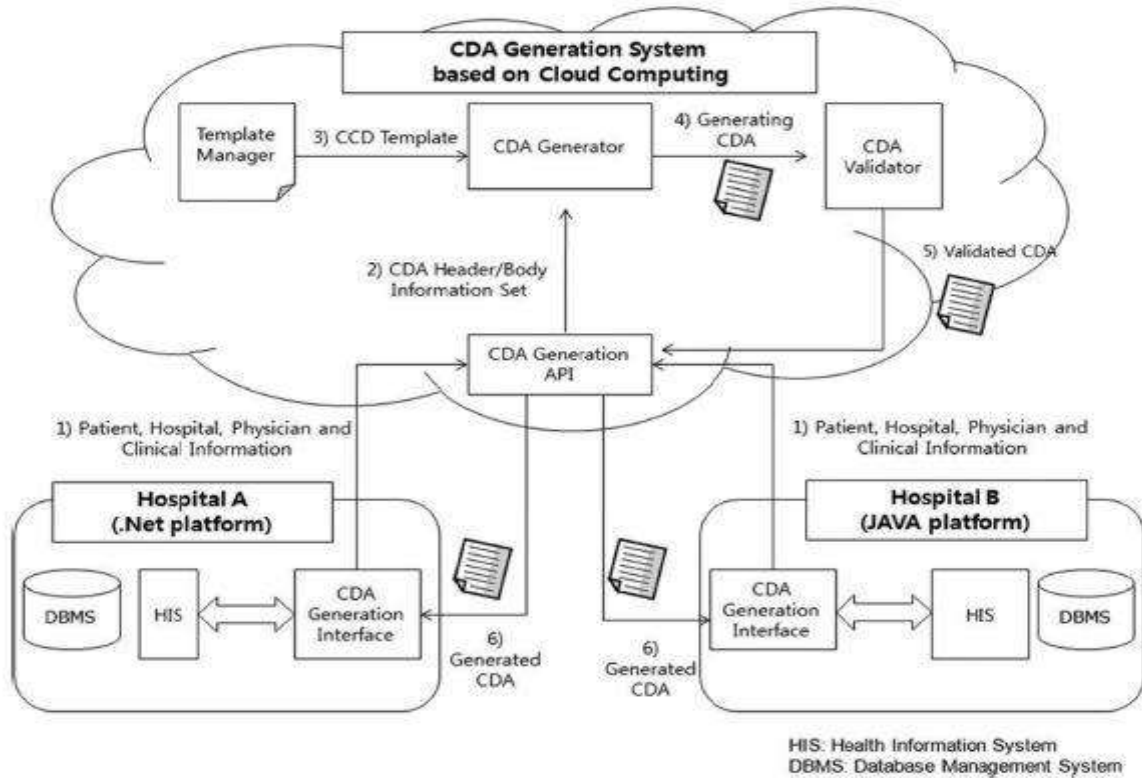 CDA Generation System
based on Cloud Computing
Template
Manager
3) CCD Template
CDA Generator
4) Generating
CDA
CDA
Validator
2) CDA Header/Body
Information Set
5) Validated CDA
CDA Generation
API
1) Patient, Hospital, Physician and
Clinical Information
1) Patient, Hospital, Physician and
Clinical Information
Hospital A
(.Net platform)
DBMS
HIS
CDA
Generation
Interface
6)
Generated
CDA
6)
Generated
CDA
Hospital B
(JAVA platform)
CDA
Generation
Interface
HIS
DBMS
HIS: Health Information System
DBMS: Database Management System